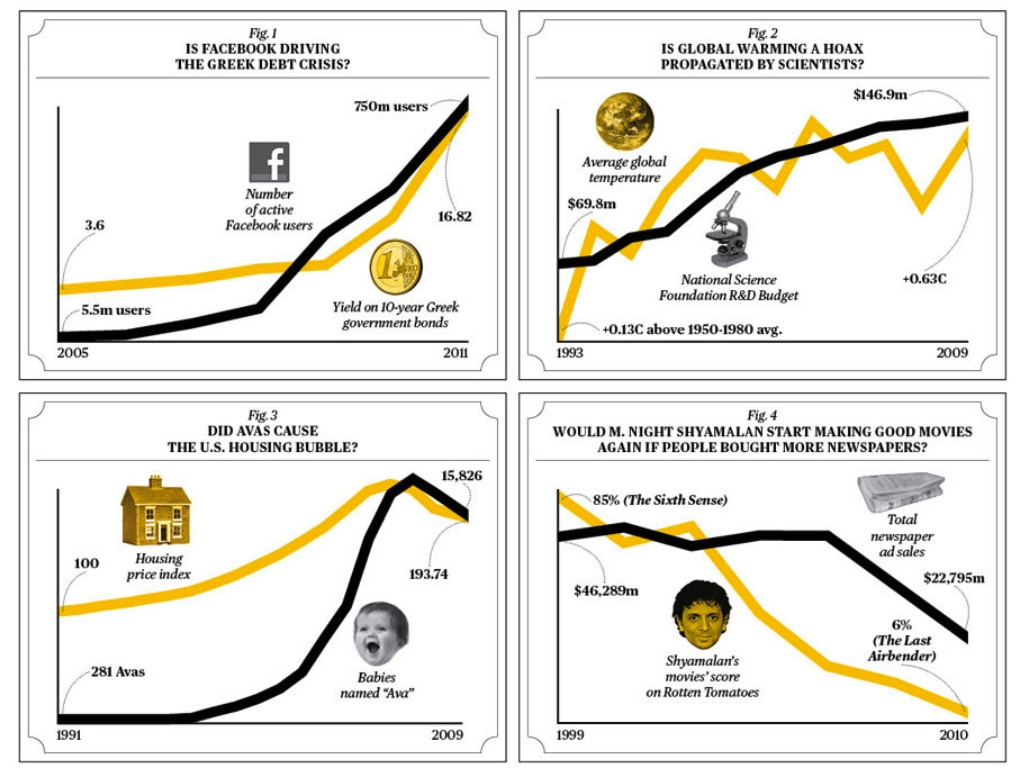 Fig. 1
IS FACEBOOK DRIVING
THE GREEK DEBT CRISIS?
750m users
f
Number
of active
Facebook users
3.6
16.82
5.5m users
1
EURO
Yield on 10-year Greek
government bonds
2005
2011
Fig. 2
IS GLOBAL WARMING A HOAX
PROPAGATED BY SCIENTISTS?
$146.9m
Average global
temperature
$69.8m
National Science
Foundation R&D Budget
+0.63C
+0.13C above 1950-1980 avg.
1993
2009
Fig. 3
DID AVAS CAUSE
THE U.S. HOUSING BUBBLE?
15,826
Housing
price index
100
193.74
281 Avas
Babies
named “Ava”
1991
2009
Fig. 4
WOULD M. NIGHT SHYAMALAN START MAKING GOOD MOVIES
AGAIN IF PEOPLE BOUGHT MORE NEWSPAPERS?
85% (The Sixth Sense)
Total
newspaper
ad sales
$46,289m
$22,795m
6%
(The Last
Airbender)
Shyamalan’s
movies’ score
on Rotten Tomatoes
1999
2010